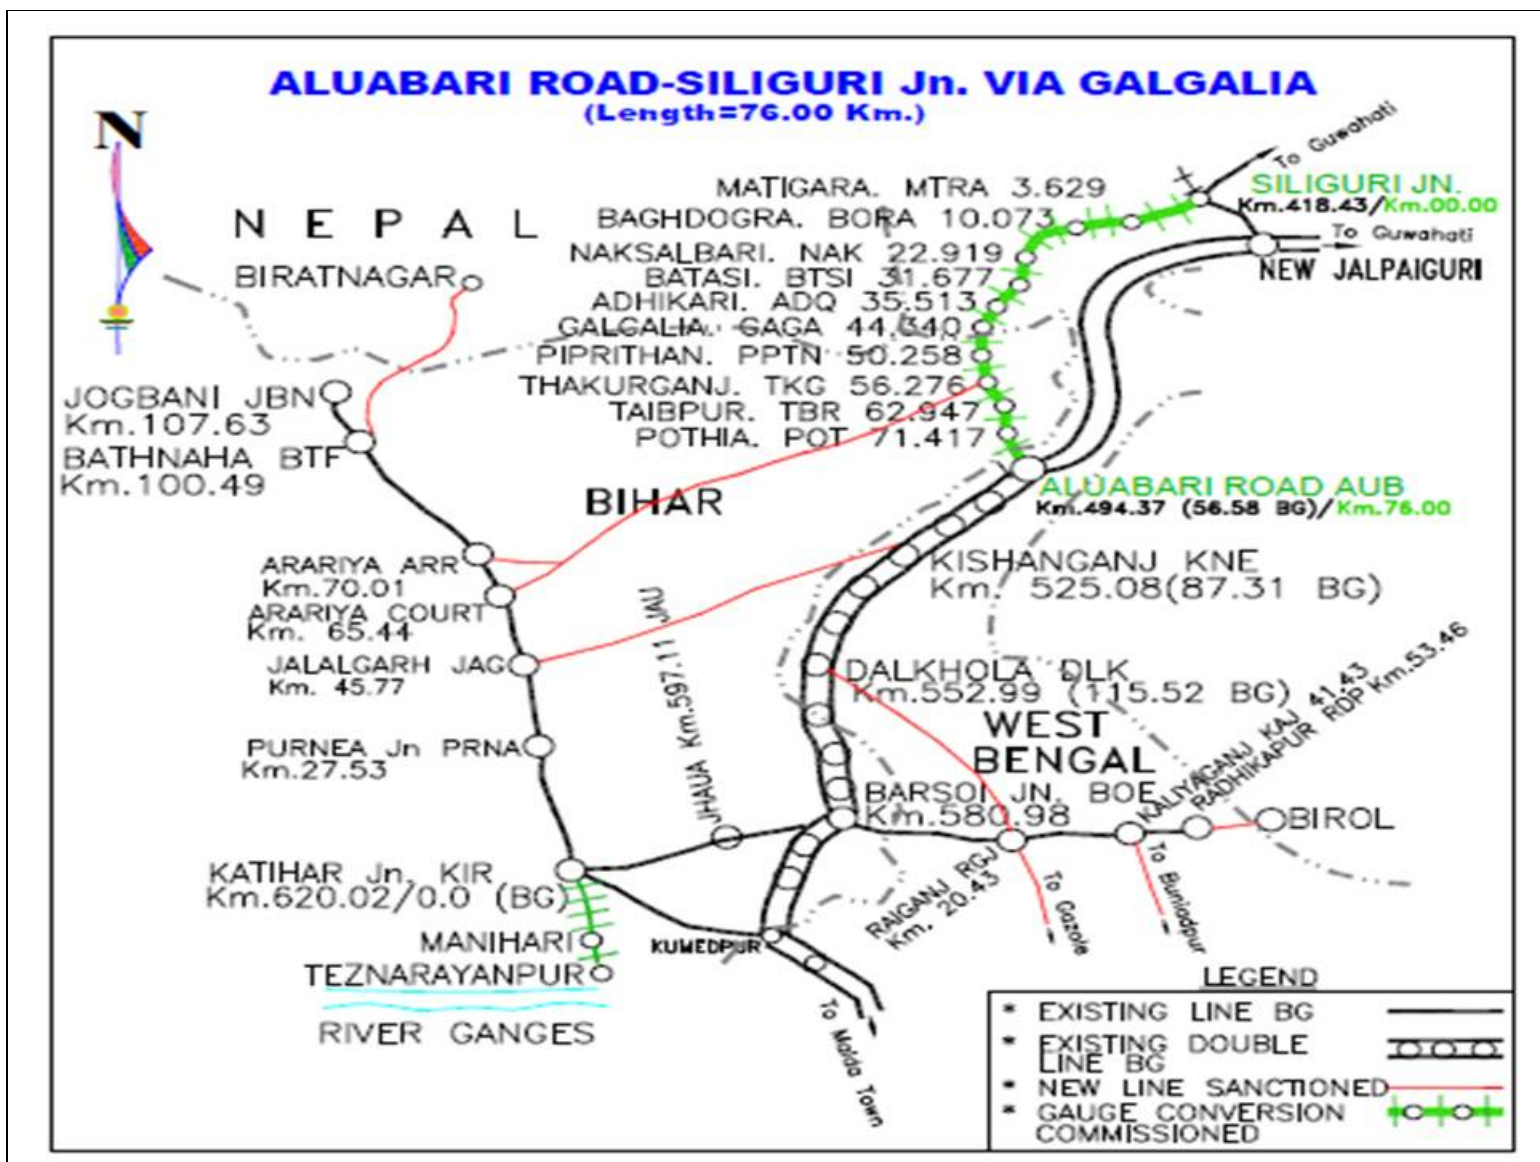 ALUABARI ROAD-SILIGURI Jn. VIA GALGALIA
(Length=76.00 Km.)
N
To Guwahati
MATIGARA. MTRA 3.629
SILIGURI JN.
Km.418.43/Km.00.00
BAGHDOGRA. BORA 10.073
NEPAL
To Guwahati
NAKSALBARI. NAK 22.919
NEW JALPAIGURI
BIRATNAGAR
BATASI. BTSI 31.677
ADHIKARI. ADQ 35.513
GALGALIA. GAGA 44.340
PIPRITHAN. PPTN 50.258
THAKURGANJ. TKG 56.276
JOGBANI JBN
Km.107.63
TAIBPUR. TBR 62.947
POTHIA. POT 71.417
BATHNAHA BTF
Km.100.49
ALUABARI ROAD AUB
Km.494.37 (56.58 BG)/Km.76.00
BIHAR
ARARIYA ARR
Km.70.01
KISHANGANJ KNE
Km. 525.08(87.31 BG)
ARARIYA COURT
Km. 65.44
JHAUA Km.597.11 JAU
JALALGARH JAG
Km. 45.77
DALKHOLA DLK
Km.552.99 (115.52 BG)
WEST
BENGAL
KALIYAGANJ KAJ 41.43
RADHIKAPUR RDP Km.53.46
PURNEA Jn PRNA
Km.27.53
BARSOI JN. BOE
Km.580.98
BIROL
KATIHAR Jn. KIR
Km.620.02/0.0 (BG)
RAIGANJ RGJ
Km. 20.43
To Gazole
To Buniadpur
MANIHARI
KUMEDPUR
TEZNARAYANPUR
RIVER GANGES
To Malda Town
LEGEND
* EXISTING LINE BG
* EXISTING DOUBLE
LINE BG
* NEW LINE SANCTIONED
* GAUGE CONVERSION
COMMISSIONED